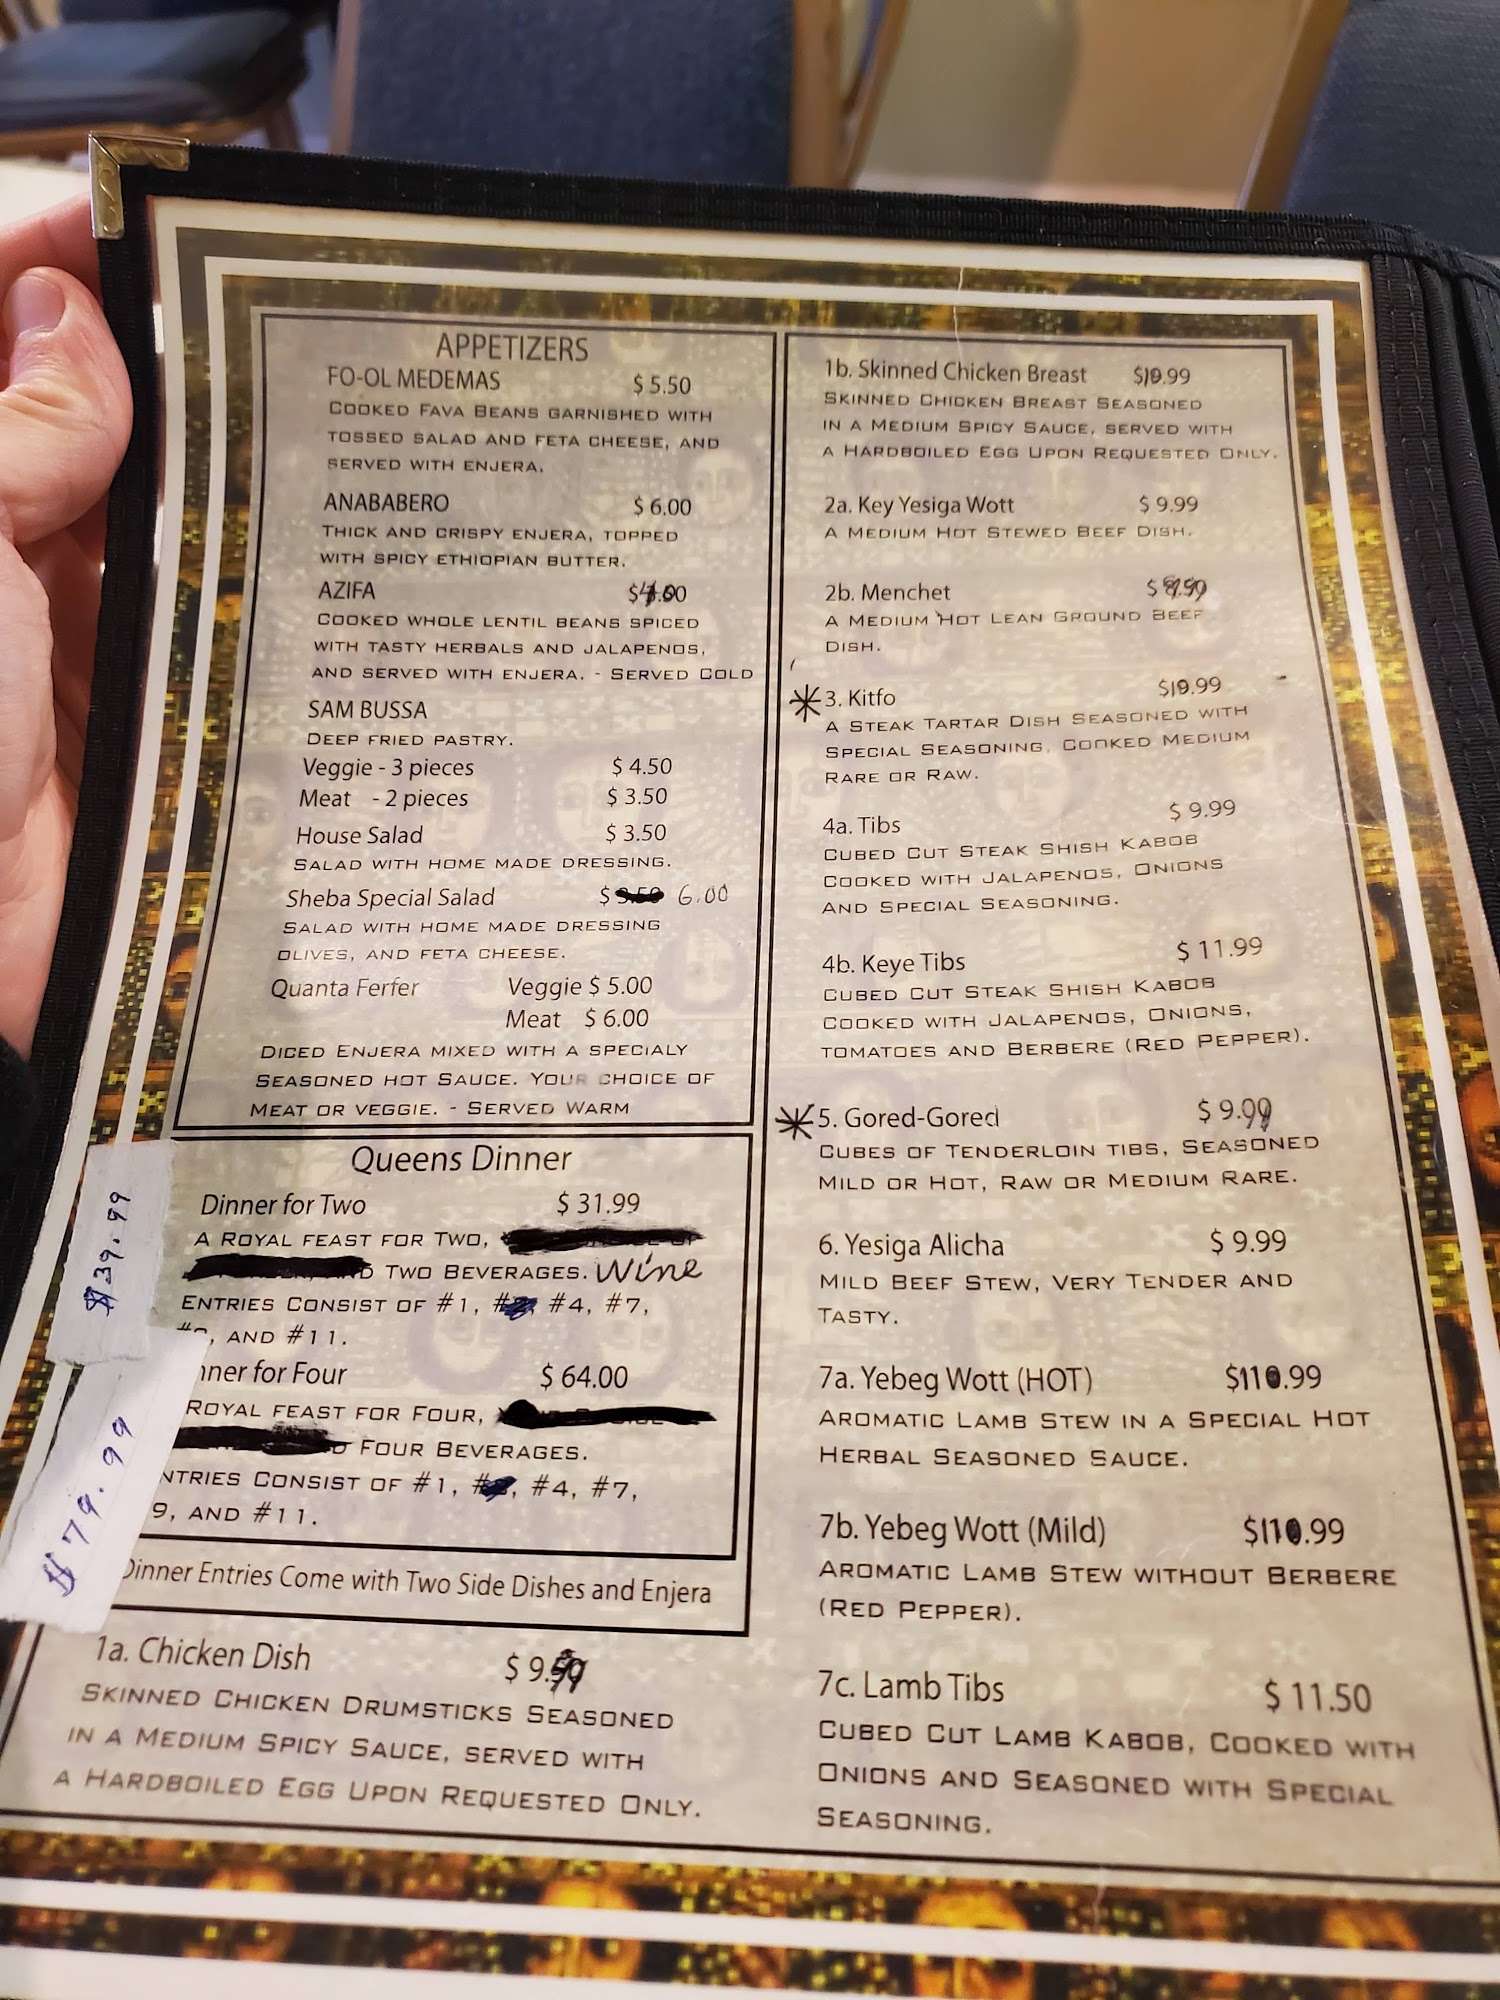 APPETIZERS
FO-OL MEDEMAS $ 5.50
COOKED FAVA BEANS GARNISHED WITH
TOSSED SALAD AND FETA CHEESE, AND
SERVED WITH ENJERA.
ANABABERO $ 6.00
THICK AND CRISPY ENJERA, TOPPED
WITH SPICY ETHIOPIAN BUTTER.
AZIFA
COOKED WHOLE LENTIL BEANS SPICED
WITH TASTY HERBALS AND JALAPENOS,
AND SERVED WITH ENJERA. - SERVED COLD
SAM BUSSA
DEEP FRIED PASTRY.
Veggie - 3 pieces $ 4.50
Meat - 2 pieces $ 3.50
House Salad $ 3.50
SALAD WITH HOME MADE DRESSING.
Sheba Special Salad $ 6.00
SALAD WITH HOME MADE DRESSING
OLIVES, AND FETA CHEESE.
Quanta Ferfer Veggie $ 5.00
Meat $ 6.00
DICED ENJERA MIXED WITH A SPECIALY
SEASONED HOT SAUCE. YOUR CHOICE OF
MEAT OR VEGGIE. - SERVED WARM
Queens Dinner
Dinner for Two $ 31.99
$39.99
A ROYAL FEAST FOR TWO,
TWO BEVERAGES. Wine
ENTRIES CONSIST OF #1, #4, #7,
, AND #11.
nner for Four $ 64.00
$79.99
ROYAL FEAST FOR FOUR,
FOUR BEVERAGES.
NTRIES CONSIST OF #1, #4, #7,
9, AND #11.
Dinner Entries Come with Two Side Dishes and Enjera
1a. Chicken Dish
SKINNED CHICKEN DRUMSTICKS SEASONED
IN A MEDIUM SPICY SAUCE, SERVED WITH
A HARDBOILED EGG UPON REQUESTED ONLY.
1b. Skinned Chicken Breast $10.99
SKINNED CHICKEN BREAST SEASONED
IN A MEDIUM SPICY SAUCE, SERVED WITH
A HARDBOILED EGG UPON REQUESTED ONLY.
2a. Key Yesiga Wott $ 9.99
A MEDIUM HOT STEWED BEEF DISH.
2b. Menchet
A MEDIUM HOT LEAN GROUND BEEF
DISH.
* 3. Kitfo $10.99
A STEAK TARTAR DISH SEASONED WITH
SPECIAL SEASONING, COOKED MEDIUM
RARE OR RAW.
4a. Tibs $ 9.99
CUBED CUT STEAK SHISH KABOB
COOKED WITH JALAPENOS, ONIONS
AND SPECIAL SEASONING.
4b. Keye Tibs $ 11.99
CUBED CUT STEAK SHISH KABOB
COOKED WITH JALAPENOS, ONIONS,
TOMATOES AND BERBERE (RED PEPPER).
* 5. Gored-Gored $ 9.99
CUBES OF TENDERLOIN TIBS, SEASONED
MILD OR HOT, RAW OR MEDIUM RARE.
6. Yesiga Alicha $ 9.99
MILD BEEF STEW, VERY TENDER AND
TASTY.
7a. Yebeg Wott (HOT)
AROMATIC LAMB STEW IN A SPECIAL HOT
HERBAL SEASONED SAUCE.
7b. Yebeg Wott (Mild)
AROMATIC LAMB STEW WITHOUT BERBERE
(RED PEPPER).
7c. Lamb Tibs $ 11.50
CUBED CUT LAMB KABOB, COOKED WITH
ONIONS AND SEASONED WITH SPECIAL
SEASONING.